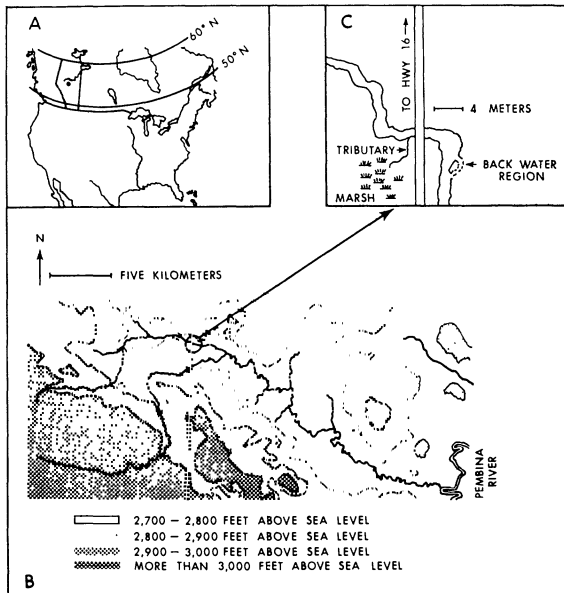 A
60° N
50° N
C
TO HWY 16
4 METERS
TRIBUTARY
BACK WATER
REGION
MARSH
N
FIVE KILOMETERS
PEMBINA
RIVER
2,700 – 2,800 FEET ABOVE SEA LEVEL
2,800 – 2,900 FEET ABOVE SEA LEVEL
2,900 – 3,000 FEET ABOVE SEA LEVEL
MORE THAN 3,000 FEET ABOVE SEA LEVEL
B